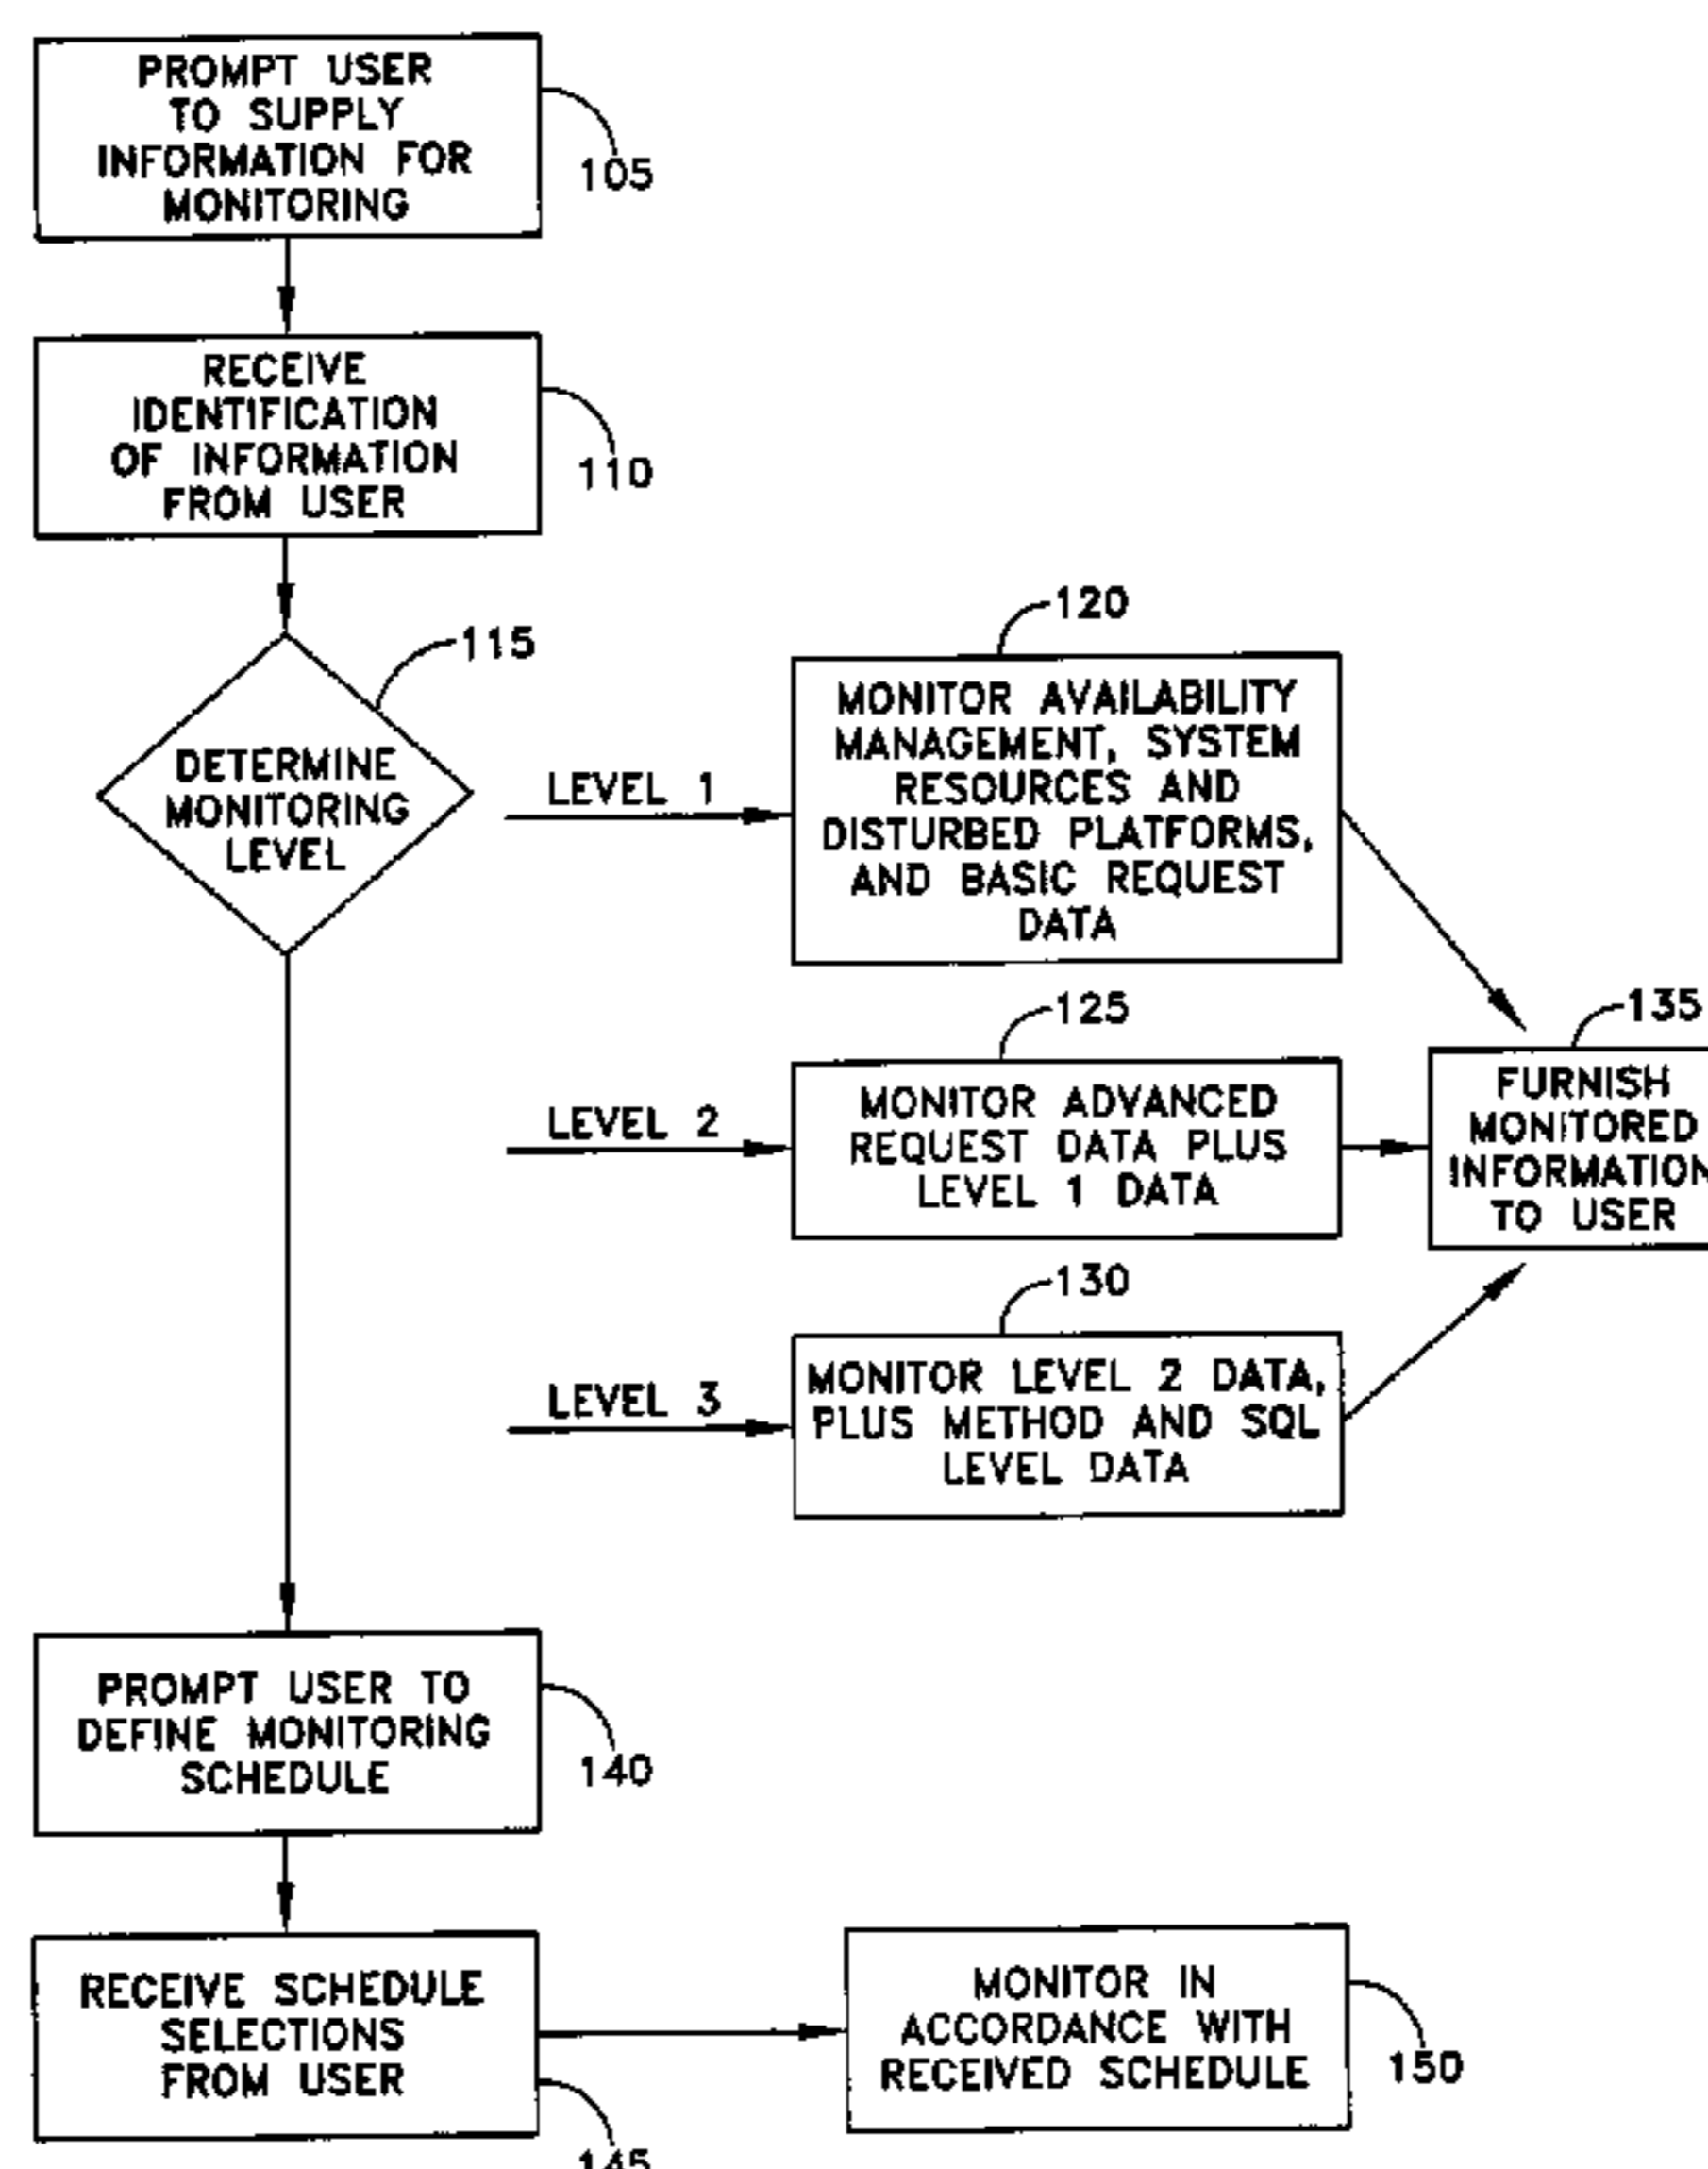 PROMPT USER
TO SUPPLY
INFORMATION FOR
MONITORING
105
RECEIVE
IDENTIFICATION
OF INFORMATION
FROM USER
110
115
DETERMINE
MONITORING
LEVEL
LEVEL 1
120
MONITOR AVAILABILITY
MANAGEMENT, SYSTEM
RESOURCES AND
DISTURBED PLATFORMS,
AND BASIC REQUEST
DATA
LEVEL 2
125
MONITOR ADVANCED
REQUEST DATA PLUS
LEVEL 1 DATA
LEVEL 3
130
MONITOR LEVEL 2 DATA,
PLUS METHOD AND SQL
LEVEL DATA
135
FURNISH
MONITORED
INFORMATION
TO USER
PROMPT USER TO
DEFINE MONITORING
SCHEDULE
140
RECEIVE SCHEDULE
SELECTIONS
FROM USER
145
MONITOR IN
ACCORDANCE WITH
RECEIVED SCHEDULE
150